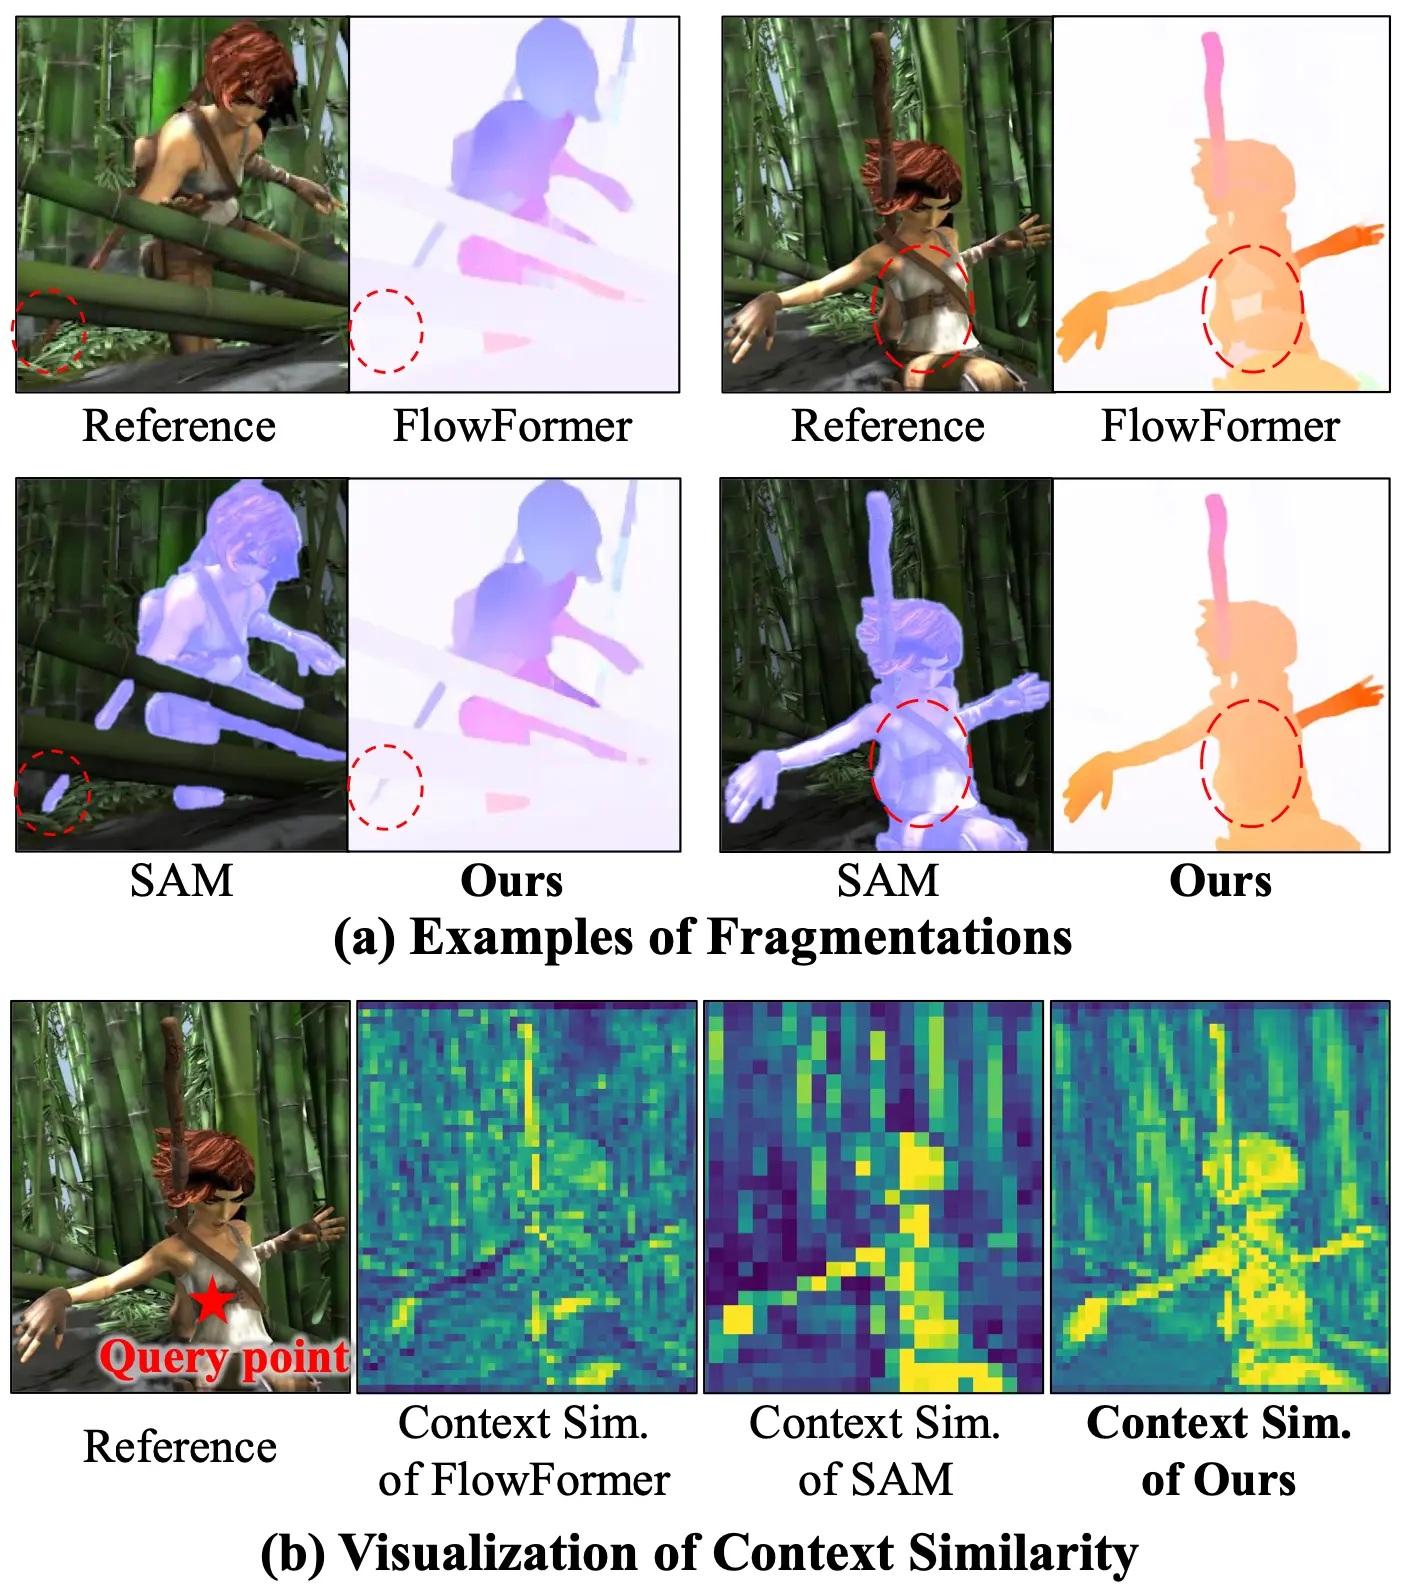 Reference
FlowFormer
Reference
FlowFormer
SAM
Ours
SAM
Ours
(a) Examples of Fragmentations
Query point
Reference
Context Sim.
of FlowFormer
Context Sim.
of SAM
Context Sim.
of Ours
(b) Visualization of Context Similarity